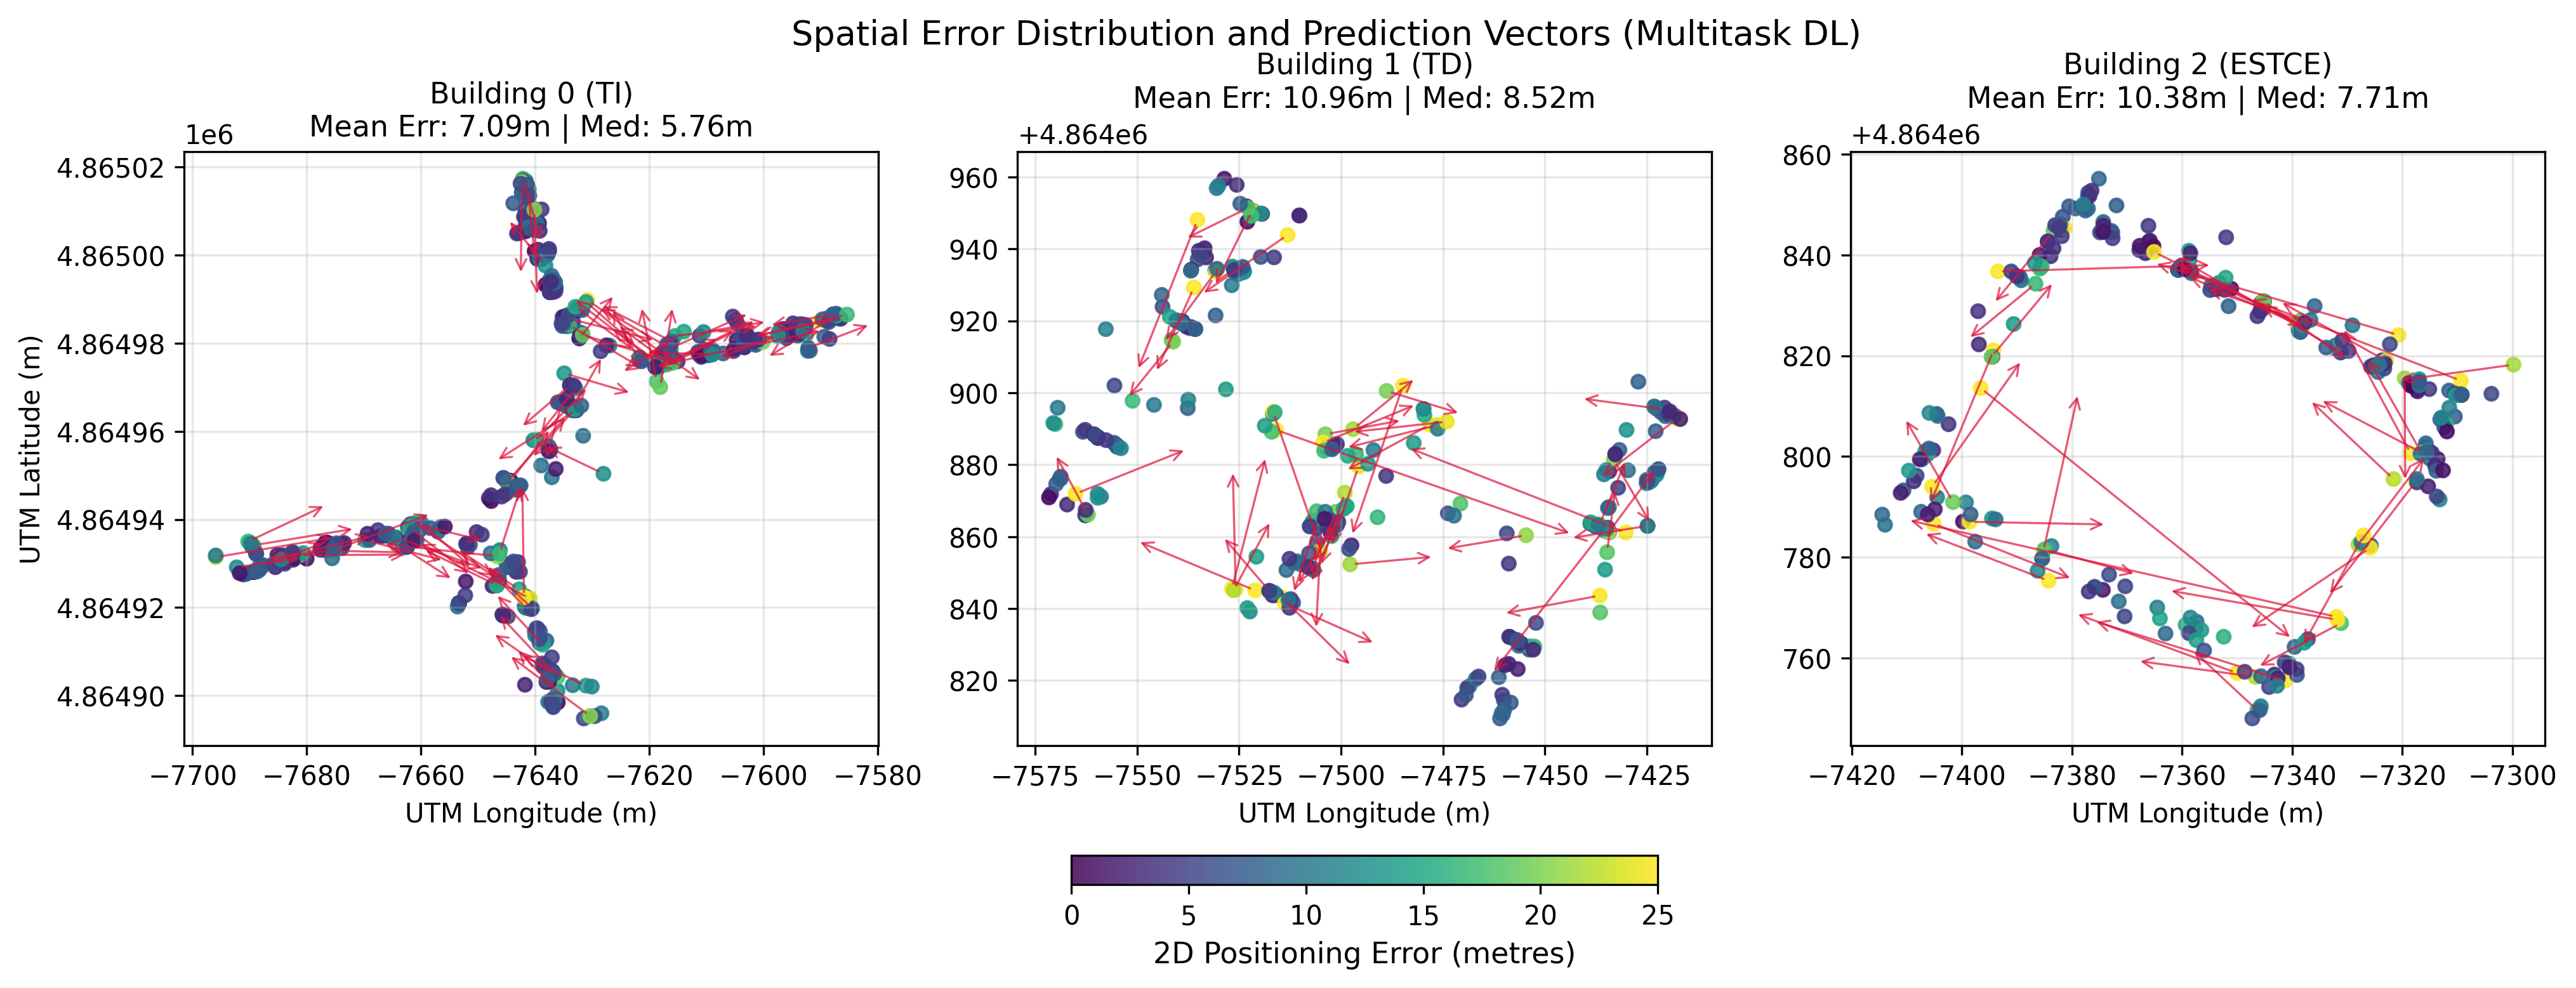 Spatial Error Distribution and Prediction Vectors (Multitask DL)
Building 0 (TI)
Mean Err: 7.09m | Med: 5.76m
1e6
4.86502
4.86500
4.86498
4.86496
4.86494
4.86492
4.86490
UTM Latitude (m)
−7700 −7680 −7660 −7640 −7620 −7600 −7580
UTM Longitude (m)
Building 1 (TD)
Mean Err: 10.96m | Med: 8.52m
+4.864e6
960
940
920
900
880
860
840
820
−7575 −7550 −7525 −7500 −7475 −7450 −7425
UTM Longitude (m)
Building 2 (ESTCE)
Mean Err: 10.38m | Med: 7.71m
+4.864e6
860
840
820
800
780
760
−7420 −7400 −7380 −7360 −7340 −7320 −7300
UTM Longitude (m)
0 5 10 15 20 25
2D Positioning Error (metres)